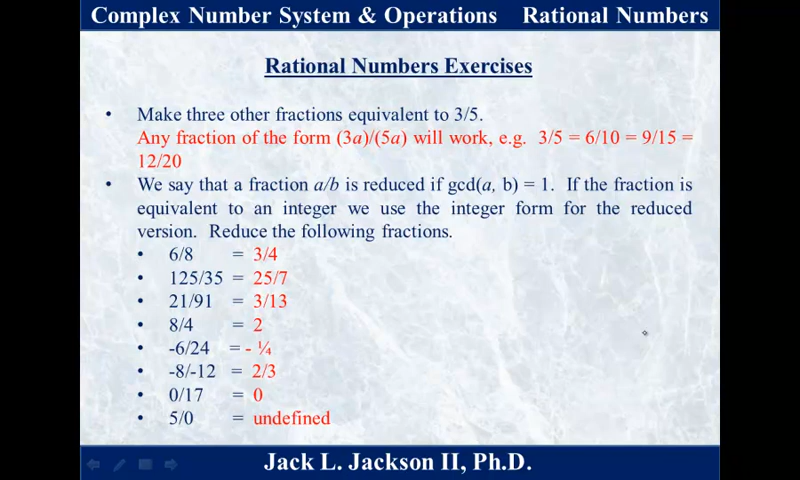 Complex Number System & Operations Rational Numbers
Rational Numbers Exercises
• Make three other fractions equivalent to 3/5.
Any fraction of the form (3a)/(5a) will work, e.g. 3/5 = 6/10 = 9/15 =
12/20
• We say that a fraction a/b is reduced if gcd(a, b) = 1. If the fraction is
equivalent to an integer we use the integer form for the reduced
version. Reduce the following fractions.
• 6/8 = 3/4
• 125/35 = 25/7
• 21/91 = 3/13
• 8/4 = 2
• -6/24 = - ¼
• -8/-12 = 2/3
• 0/17 = 0
• 5/0 = undefined
Jack L. Jackson II, Ph.D.